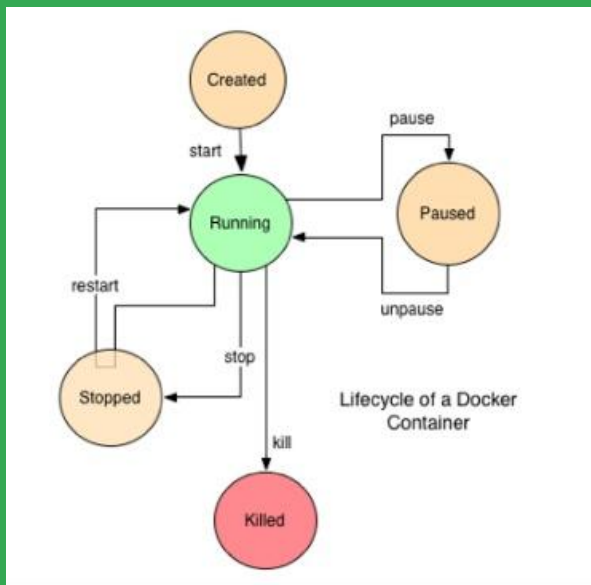 Created
start
pause
Running
Paused
restart
unpause
stop
Stopped
Lifecycle of a Docker
Container
kill
Killed